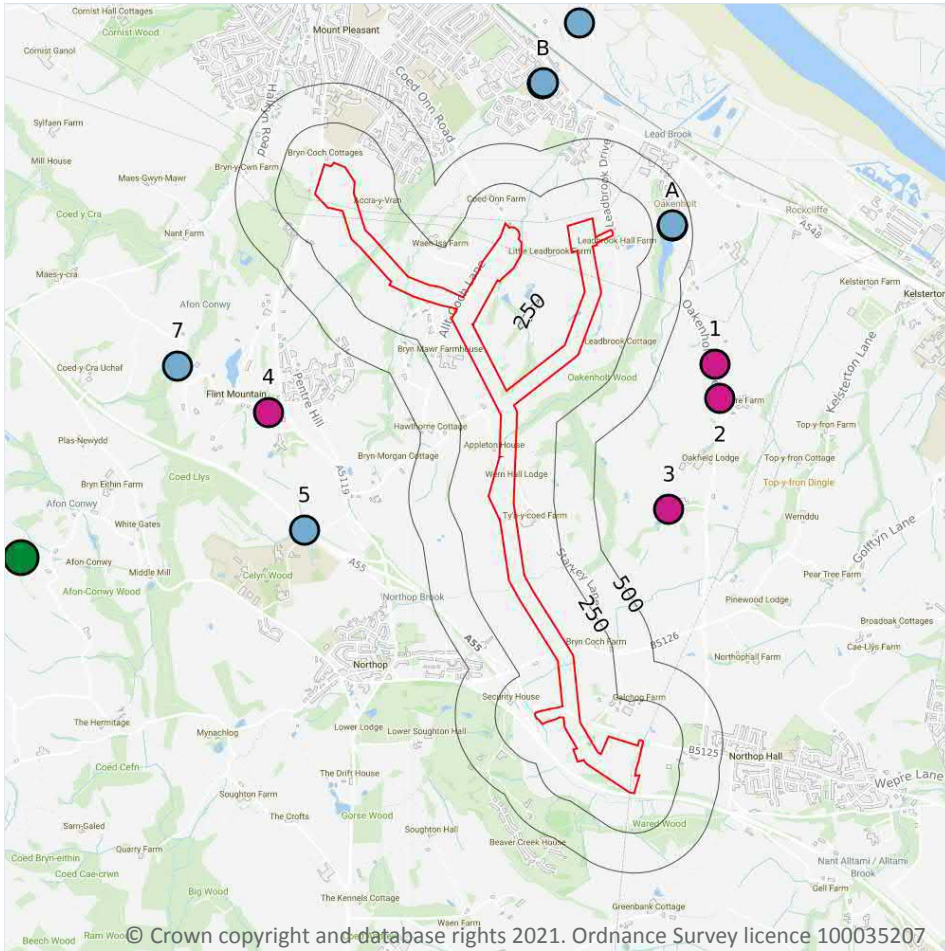 Cornist Hall Cottages
Cornist Wood
Mount Pleasant
Cornist Ganol
B
Coed Onn Road
Halkyn Road
Sylfaen Farm
Lead Brook
Mill House
Bryn Coch Cottages
Bryn-y-Cwn Farm
Leadbrook Drive
Maes-Gwyn-Mawr
A
Accra-y-Vran
Coed Onn Farm
Oakenholt
Rockcliffe
Coed y Cra
A548
Nant Farm
Waen Isa Farm
Leadbrook Hall Farm
Little Leadbrook Farm
Maes-y-cra
Kelsterton Farm
Kelsterton
Allt Goch Lane
Afon Conwy
250
7
Bryn Mawr Farmhouse
Leadbrook Cottage
1
Coed-y-Cra Uchaf
4
Pentre Hill
Oakenholt Wood
Kelsterton Lane
Flint Mountain
2
Hawthorne Cottage
Top-y-fron Farm
Plas-Newydd
Appleton House
Bryn-Morgan Cottage
Oakfield Lodge
Top-y-fron Cottage
Coed Llys
Wern Hall Lodge
3
Bryn Eithin Farm
A5119
Top-y-fron Dingle
5
Afon Conwy
Ty'n-y-coed Farm
Wernddu
White Gates
Golftyn Lane
Afon-Conwy
A55
Starkey Lane
Middle Mill
Celyn Wood
Pear Tree Farm
Afon-Conwy Wood
Northop Brook
500
250
Pinewood Lodge
Broadoak Cottages
A55
Bryn Coch Farm
B5126
Cae-Llys Farm
Northophall Farm
Northop
Security House
Galchog Farm
The Hermitage
Lower Lodge
Mynachlog
Lower Soughton Hall
B5125
Northop Hall
Coed Cefn
The Drift House
Wepre Lane
Soughton Farm
Gorse Wood
The Crofts
Sarn-Galed
Soughton Hall
Wared Wood
Quarry Farm
Beaver Creek House
Coed Bryn-eithin
Nant Alltami / Alltami
Brook
Coed Cae-crwn
Big Wood
Gell Farm
The Kennels Cottage
Greenbank Cottage
Waen Farm
Beech Wood
© Crown copyright and database rights 2021. Ordnance Survey licence 100035207